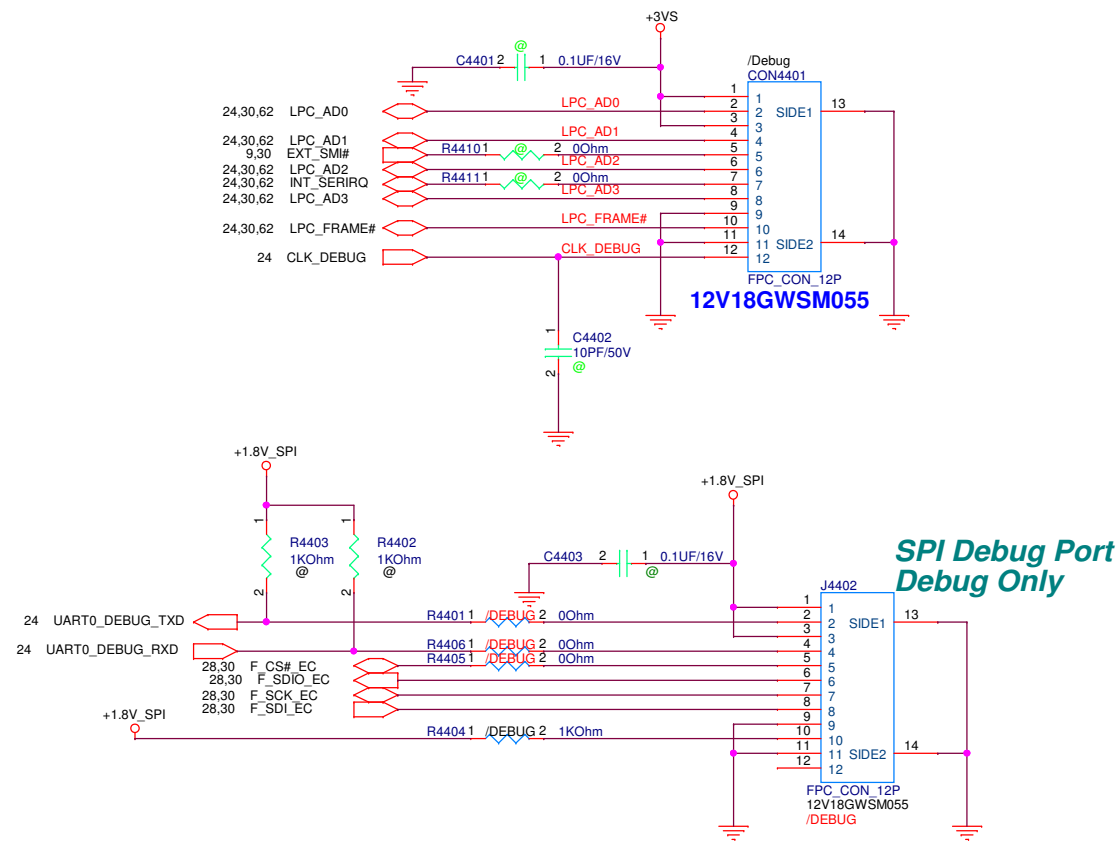 +3VS
@
C4401 2 1 0.1UF/16V
/Debug
CON4401
24,30,62 LPC_AD0 LPC_AD0
24,30,62 LPC_AD1 LPC_AD1
9,30 EXT_SMI# R4410 1 @ 2 0Ohm
24,30,62 LPC_AD2 LPC_AD2
24,30,62 INT_SERIRQ R4411 1 @ 2 0Ohm
24,30,62 LPC_AD3 LPC_AD3
24,30,62 LPC_FRAME# LPC_FRAME#
24 CLK_DEBUG CLK_DEBUG
1 1
2 2 SIDE1 13
3 3
4 4
5 5
6 6
7 7
8 8
9 9
10 10
11 11 SIDE2 14
12 12
FPC_CON_12P
12V18GWSM055
1
C4402
10PF/50V
@
2
+1.8V_SPI
1 1
R4403 R4402
1KOhm 1KOhm
@ @
2 2
+1.8V_SPI
C4403 2 1 0.1UF/16V
@
SPI Debug Port
Debug Only
J4402
24 UART0_DEBUG_TXD R4401 1 /DEBUG 2 0Ohm
24 UART0_DEBUG_RXD R4406 1 /DEBUG 2 0Ohm
28,30 F_CS#_EC R4405 1 /DEBUG 2 0Ohm
28,30 F_SDIO_EC
28,30 F_SCK_EC
28,30 F_SDI_EC
+1.8V_SPI
R4404 1 /DEBUG 2 1KOhm
1 1
2 2 SIDE1 13
3 3
4 4
5 5
6 6
7 7
8 8
9 9
10 10
11 11 SIDE2 14
12 12
FPC_CON_12P
12V18GWSM055
/DEBUG